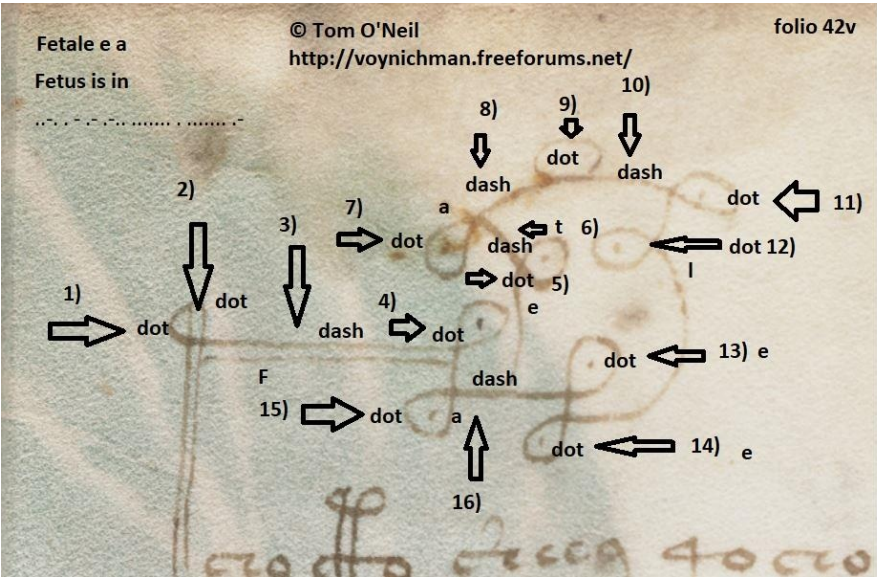 © Tom O'Neil
folio 42v
Fetale e a
http://voynichman.freeforums.net/
Fetus is in
..-. . - .- .-.. ....... . ....... .-
8)
9)
10)
dot
dash
dash
2)
3)
7)
a
dot
11)
dot
dash
t
6)
dot 12)
dot
5)
l
1)
dot
4)
e
dot
dash
dot
13) e
dot
F
dash
15)
dot
a
dot
14)
e
16)